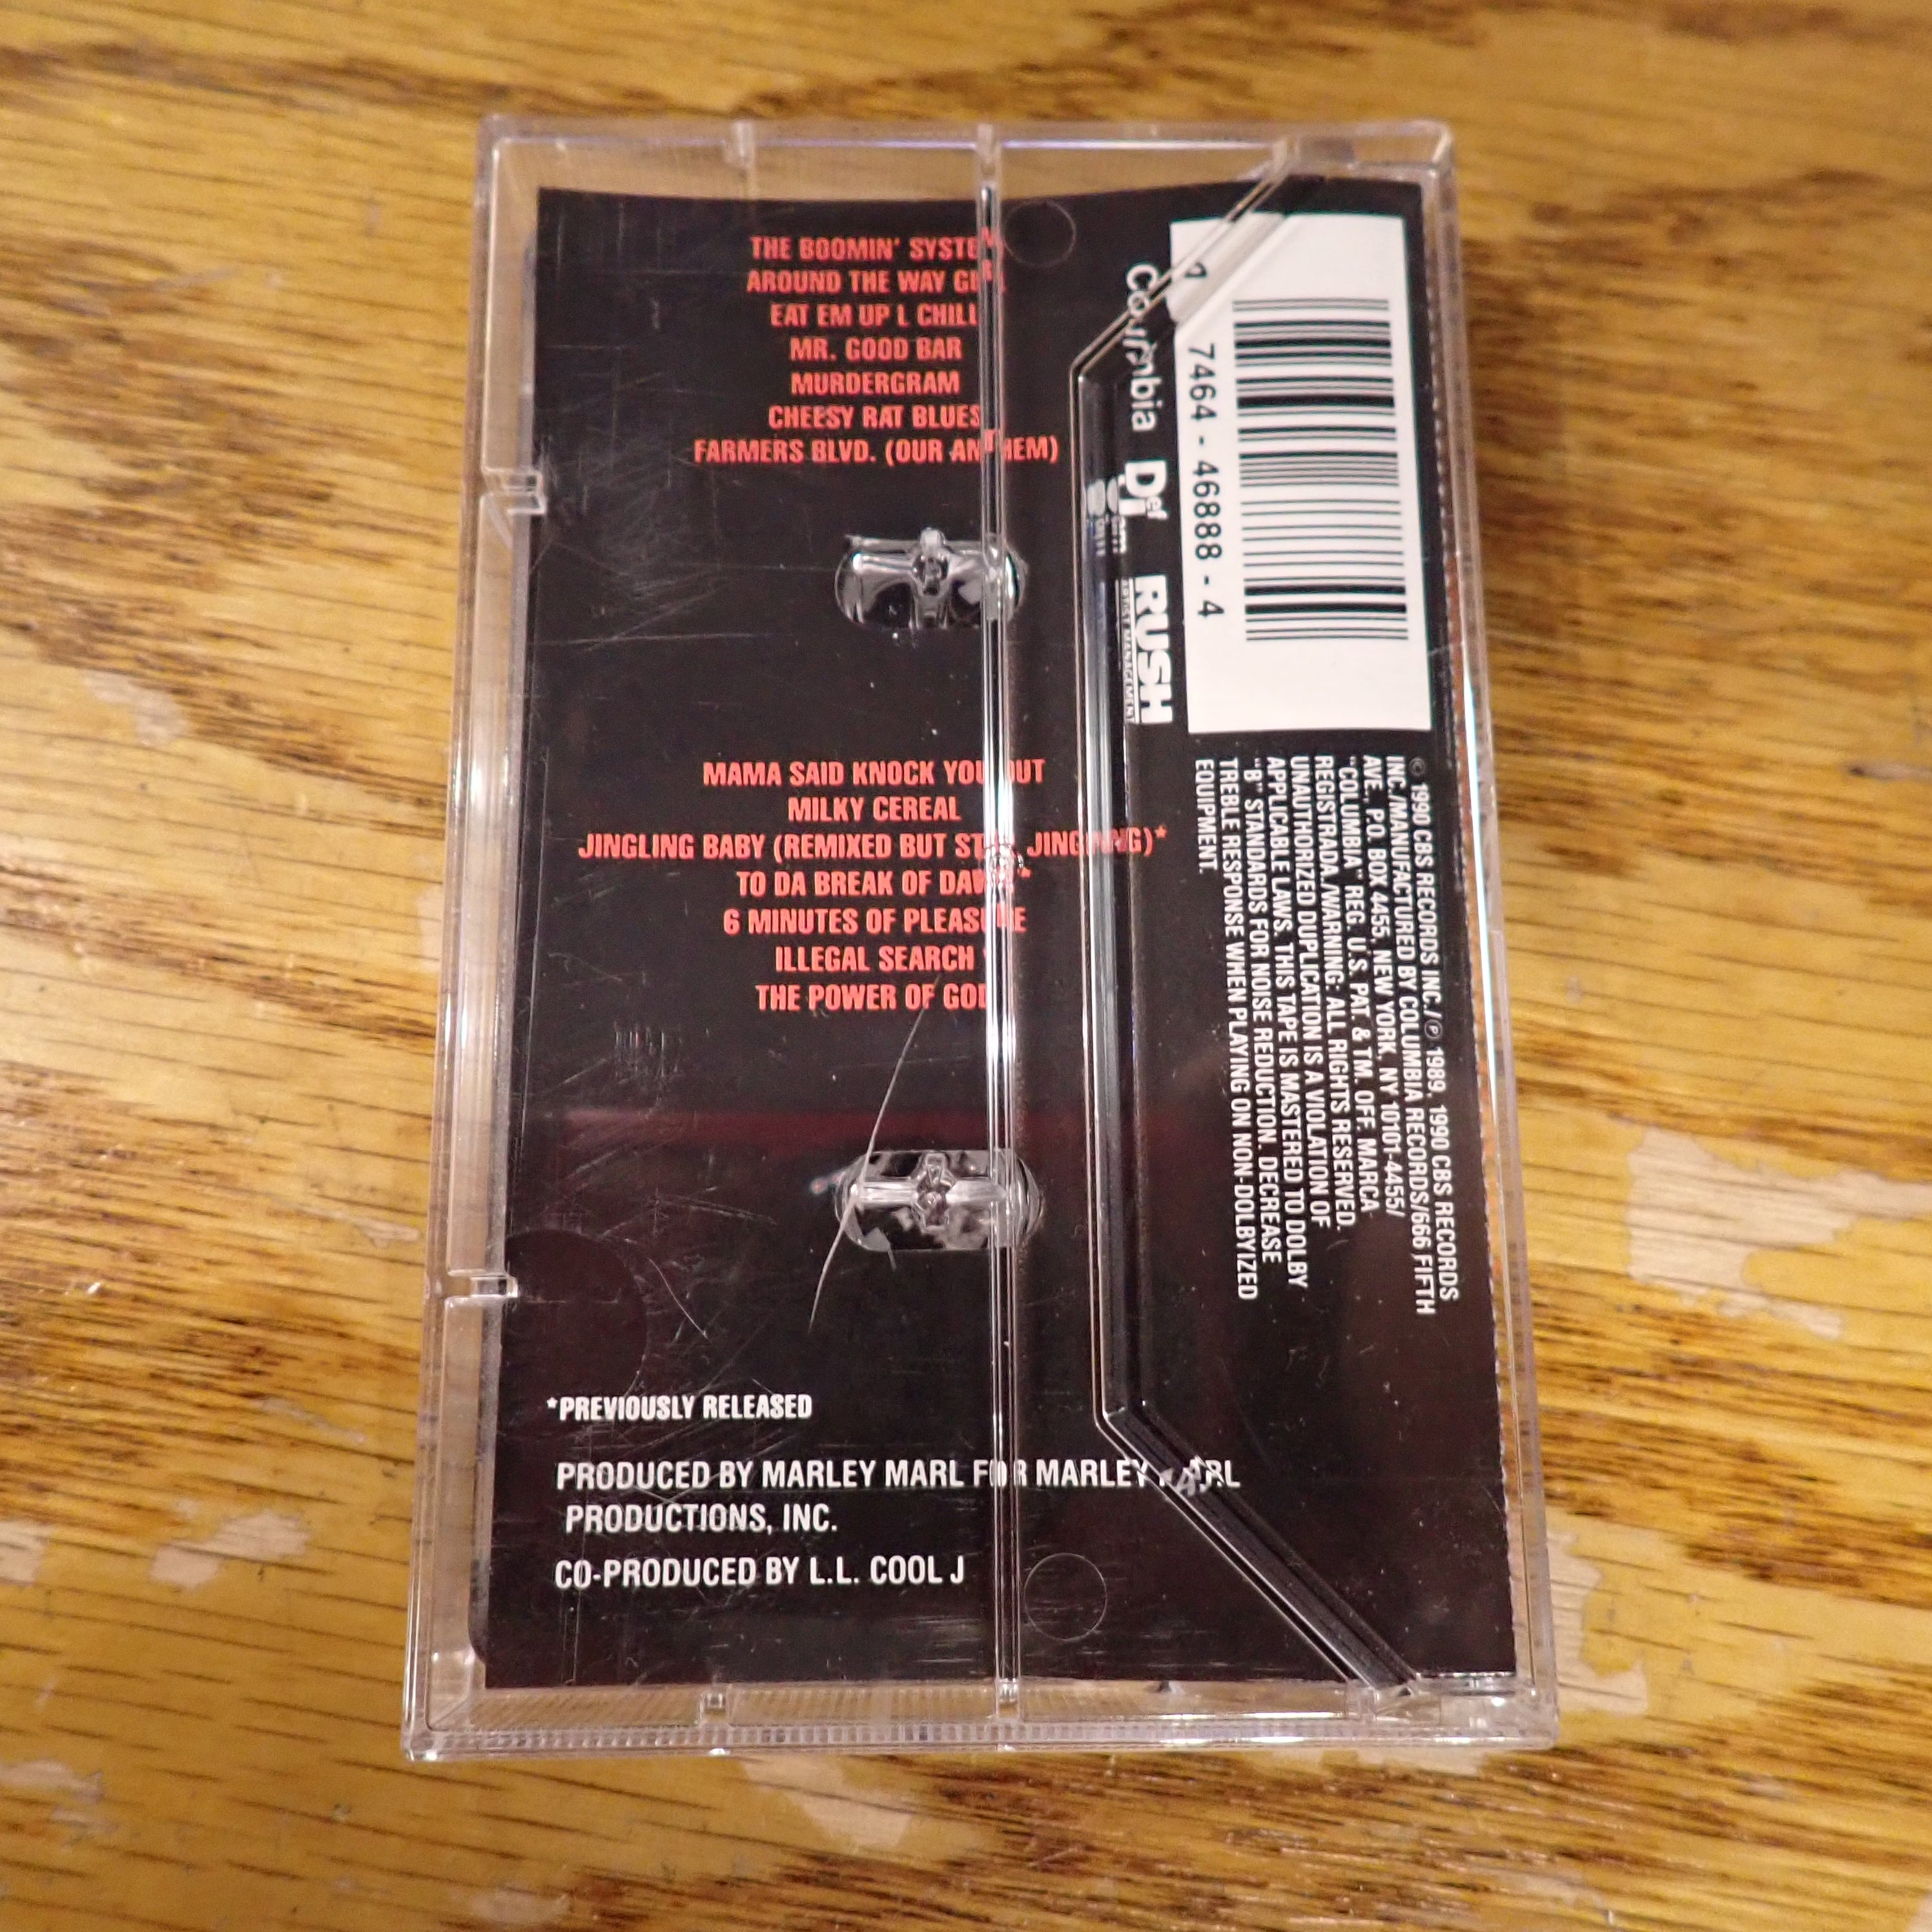 THE BOOMIN' SYSTEM
AROUND THE WAY GIRL
EAT EM UP L CHILL
MR. GOOD BAR
MURDERGRAM
CHEESY RAT BLUES
FARMERS BLVD. (OUR ANTHEM)
MAMA SAID KNOCK YOU OUT
MILKY CEREAL
JINGLING BABY (REMIXED BUT STILL JINGLING)*
TO DA BREAK OF DAWN*
6 MINUTES OF PLEASURE
ILLEGAL SEARCH
THE POWER OF GOD
*PREVIOUSLY RELEASED
PRODUCED BY MARLEY MARL FOR MARLEY MARL
PRODUCTIONS, INC.
CO-PRODUCED BY L.L. COOL J
Columbia Def Jam RUSH
ARTIST MANAGEMENT
7464-46888-4
© 1990 CBS RECORDS INC./℗ 1989, 1990 CBS RECORDS
INC./MANUFACTURED BY COLUMBIA RECORDS/666 FIFTH
AVE., P.O. BOX 4455, NEW YORK, NY 10101-4455/
"COLUMBIA" REG. U.S. PAT. & TM. OFF. MARCA
REGISTRADA./WARNING: ALL RIGHTS RESERVED.
UNAUTHORIZED DUPLICATION IS A VIOLATION OF
APPLICABLE LAWS. THIS TAPE IS MASTERED TO DOLBY
"B" STANDARDS FOR NOISE REDUCTION. DECREASE
TREBLE RESPONSE WHEN PLAYING ON NON-DOLBYIZED
EQUIPMENT.